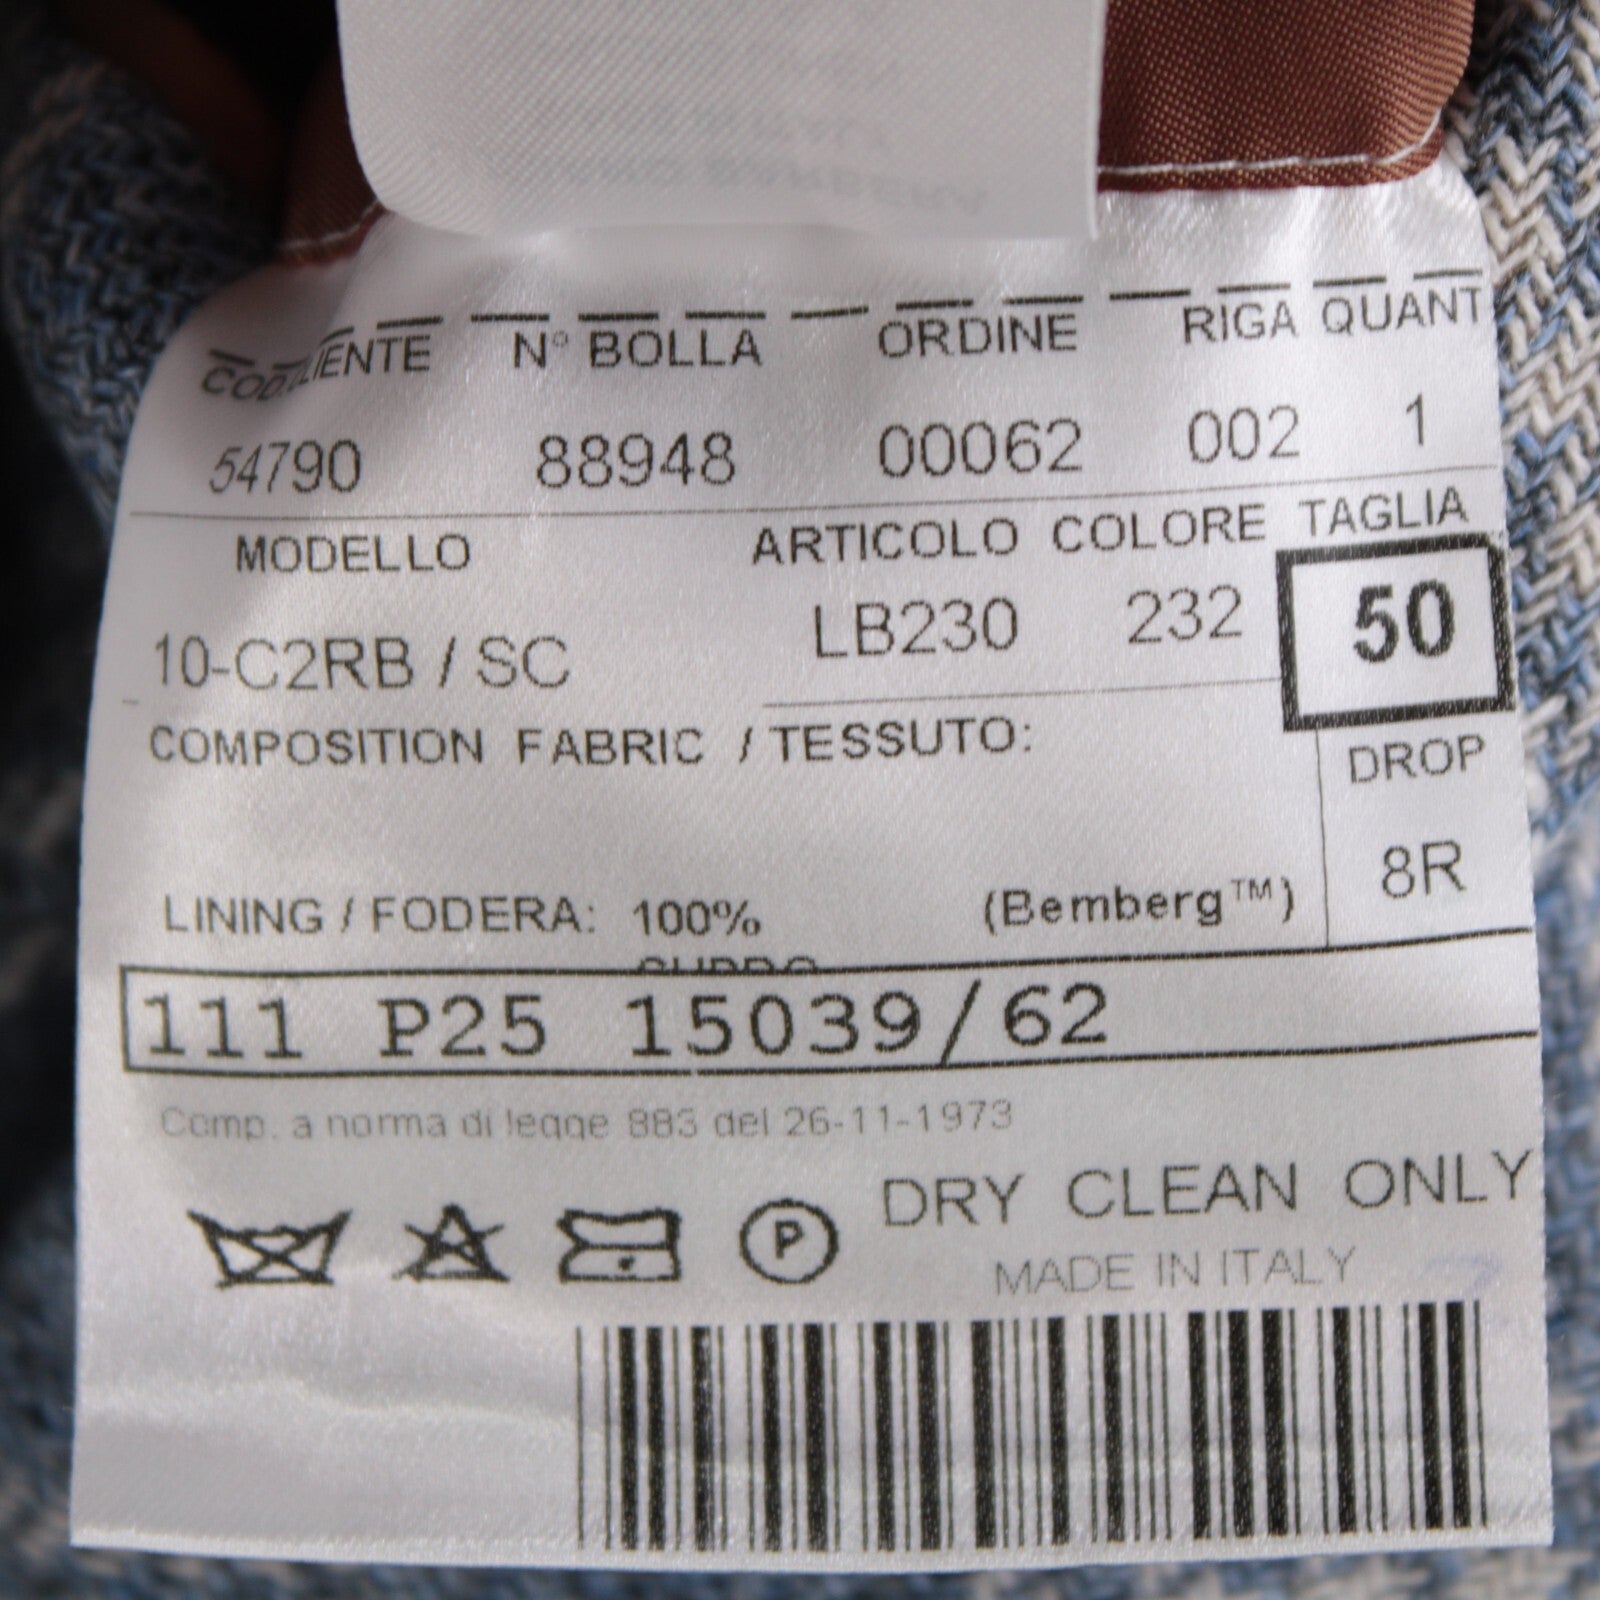 COD.CLIENTE N° BOLLA ORDINE RIGA QUANT
54790 88948 00062 002 1
MODELLO ARTICOLO COLORE TAGLIA
10-C2RB / SC LB230 232 50
COMPOSITION FABRIC / TESSUTO:
DROP
8R
LINING / FODERA: 100% (Bemberg™)
CUPRO
111 P25 15039/62
Comp. a norma di legge 883 del 26-11-1973
P DRY CLEAN ONLY
MADE IN ITALY